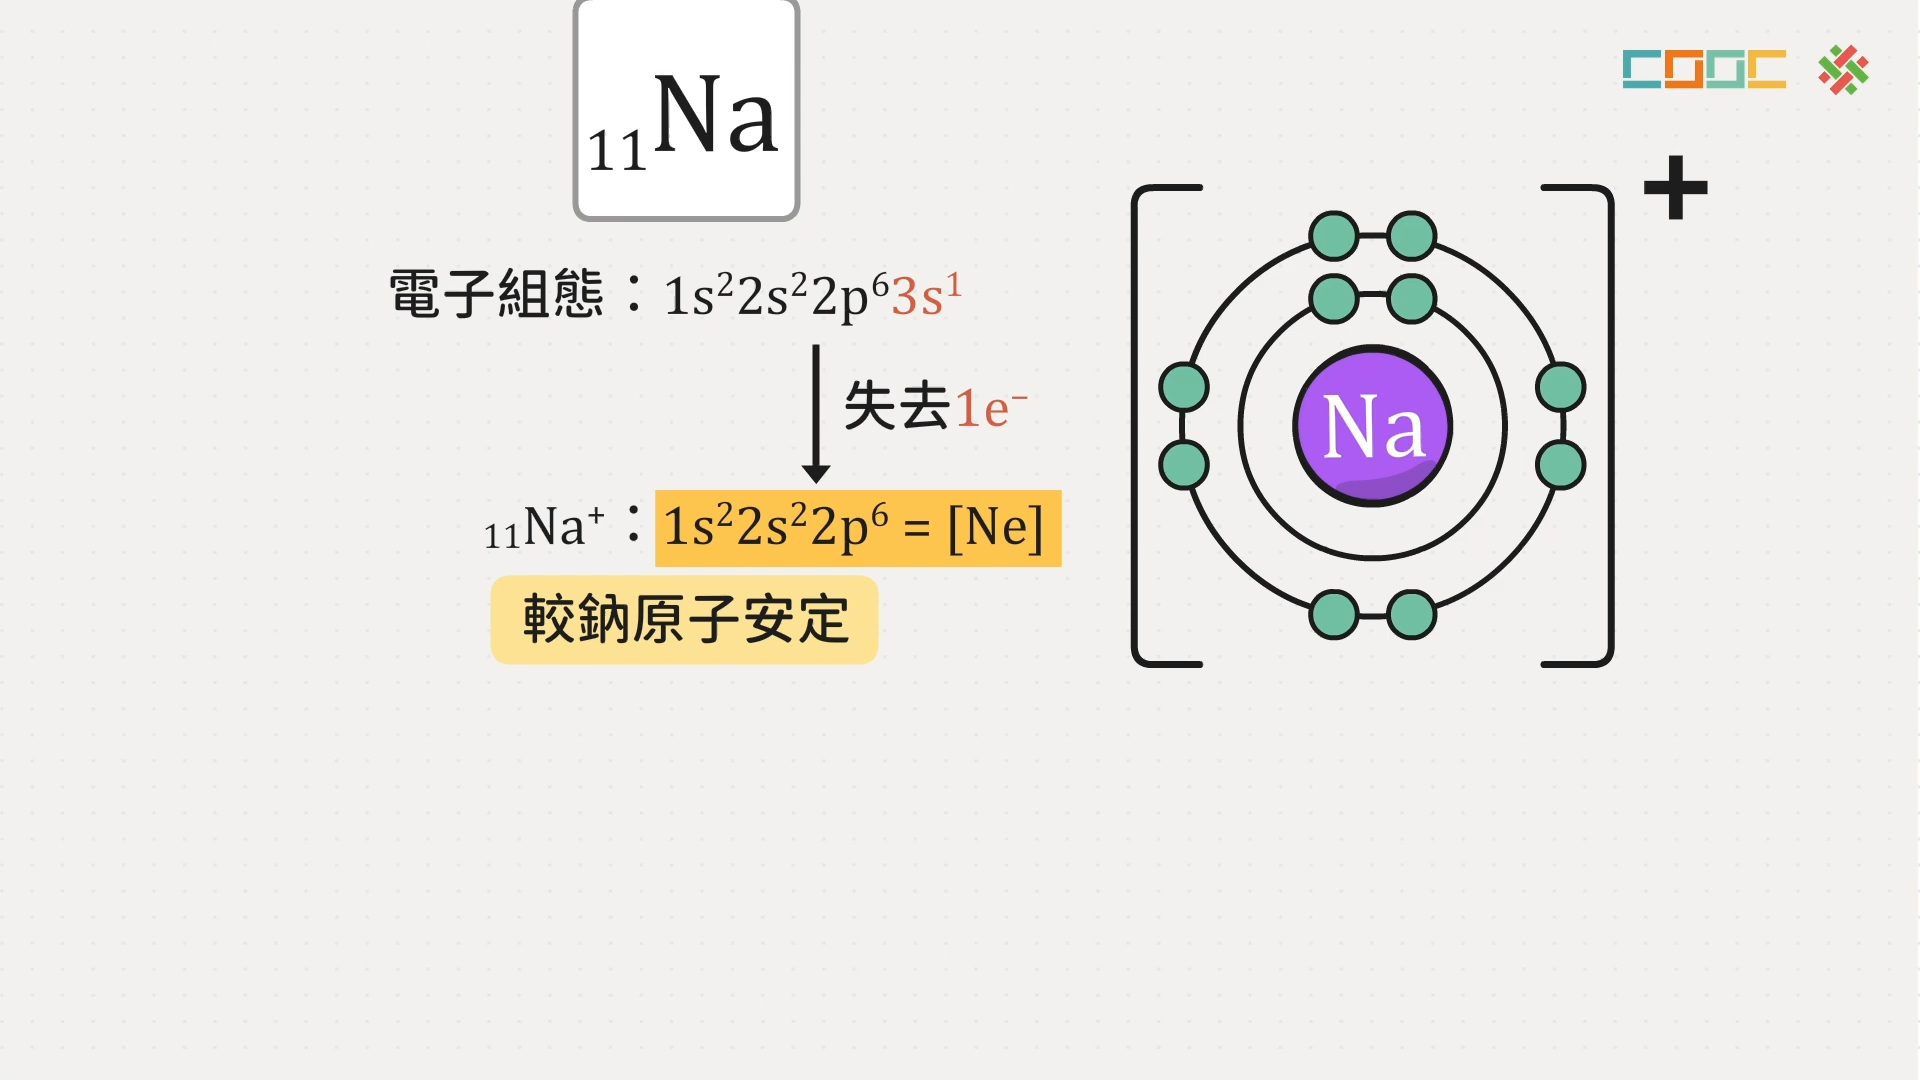 ₁₁Na
電子組態：1s²2s²2p⁶3s¹
失去1e⁻
₁₁Na⁺：1s²2s²2p⁶ = [Ne]
較鈉原子安定
COOC
+
Na